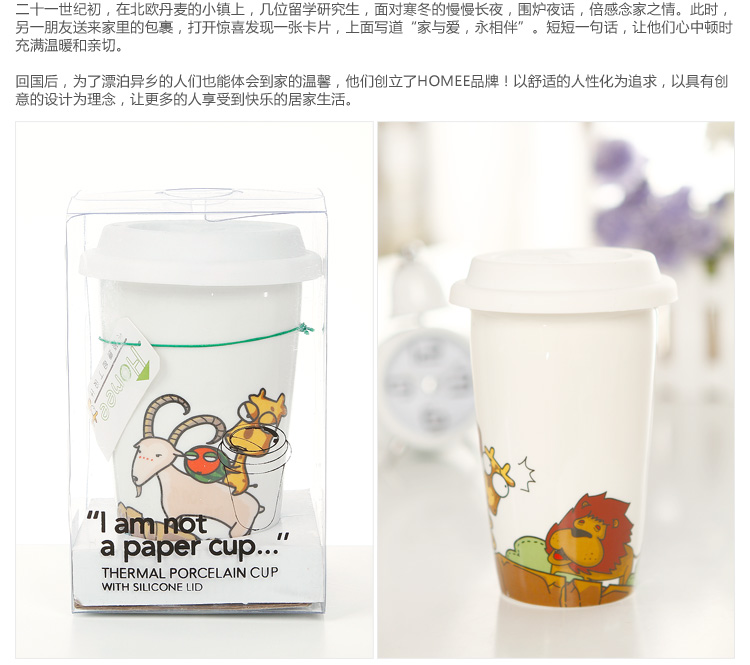 二十一世纪初，在北欧丹麦的小镇上，几位留学研究生，面对寒冬的慢慢长夜，围炉夜话，倍感念家之情。此时，
另一朋友送来家里的包裹，打开惊喜发现一张卡片，上面写道“家与爱，永相伴”。短短一句话，让他们心中顿时
充满温暖和亲切。
回国后，为了漂泊异乡的人们也能体会到家的温馨，他们创立了HOMEE品牌！以舒适的人性化为追求，以具有创
意的设计为理念，让更多的人享受到快乐的居家生活。
Homee
“I am not
a paper cup...“
THERMAL PORCELAIN CUP
WITH SILICONE LID